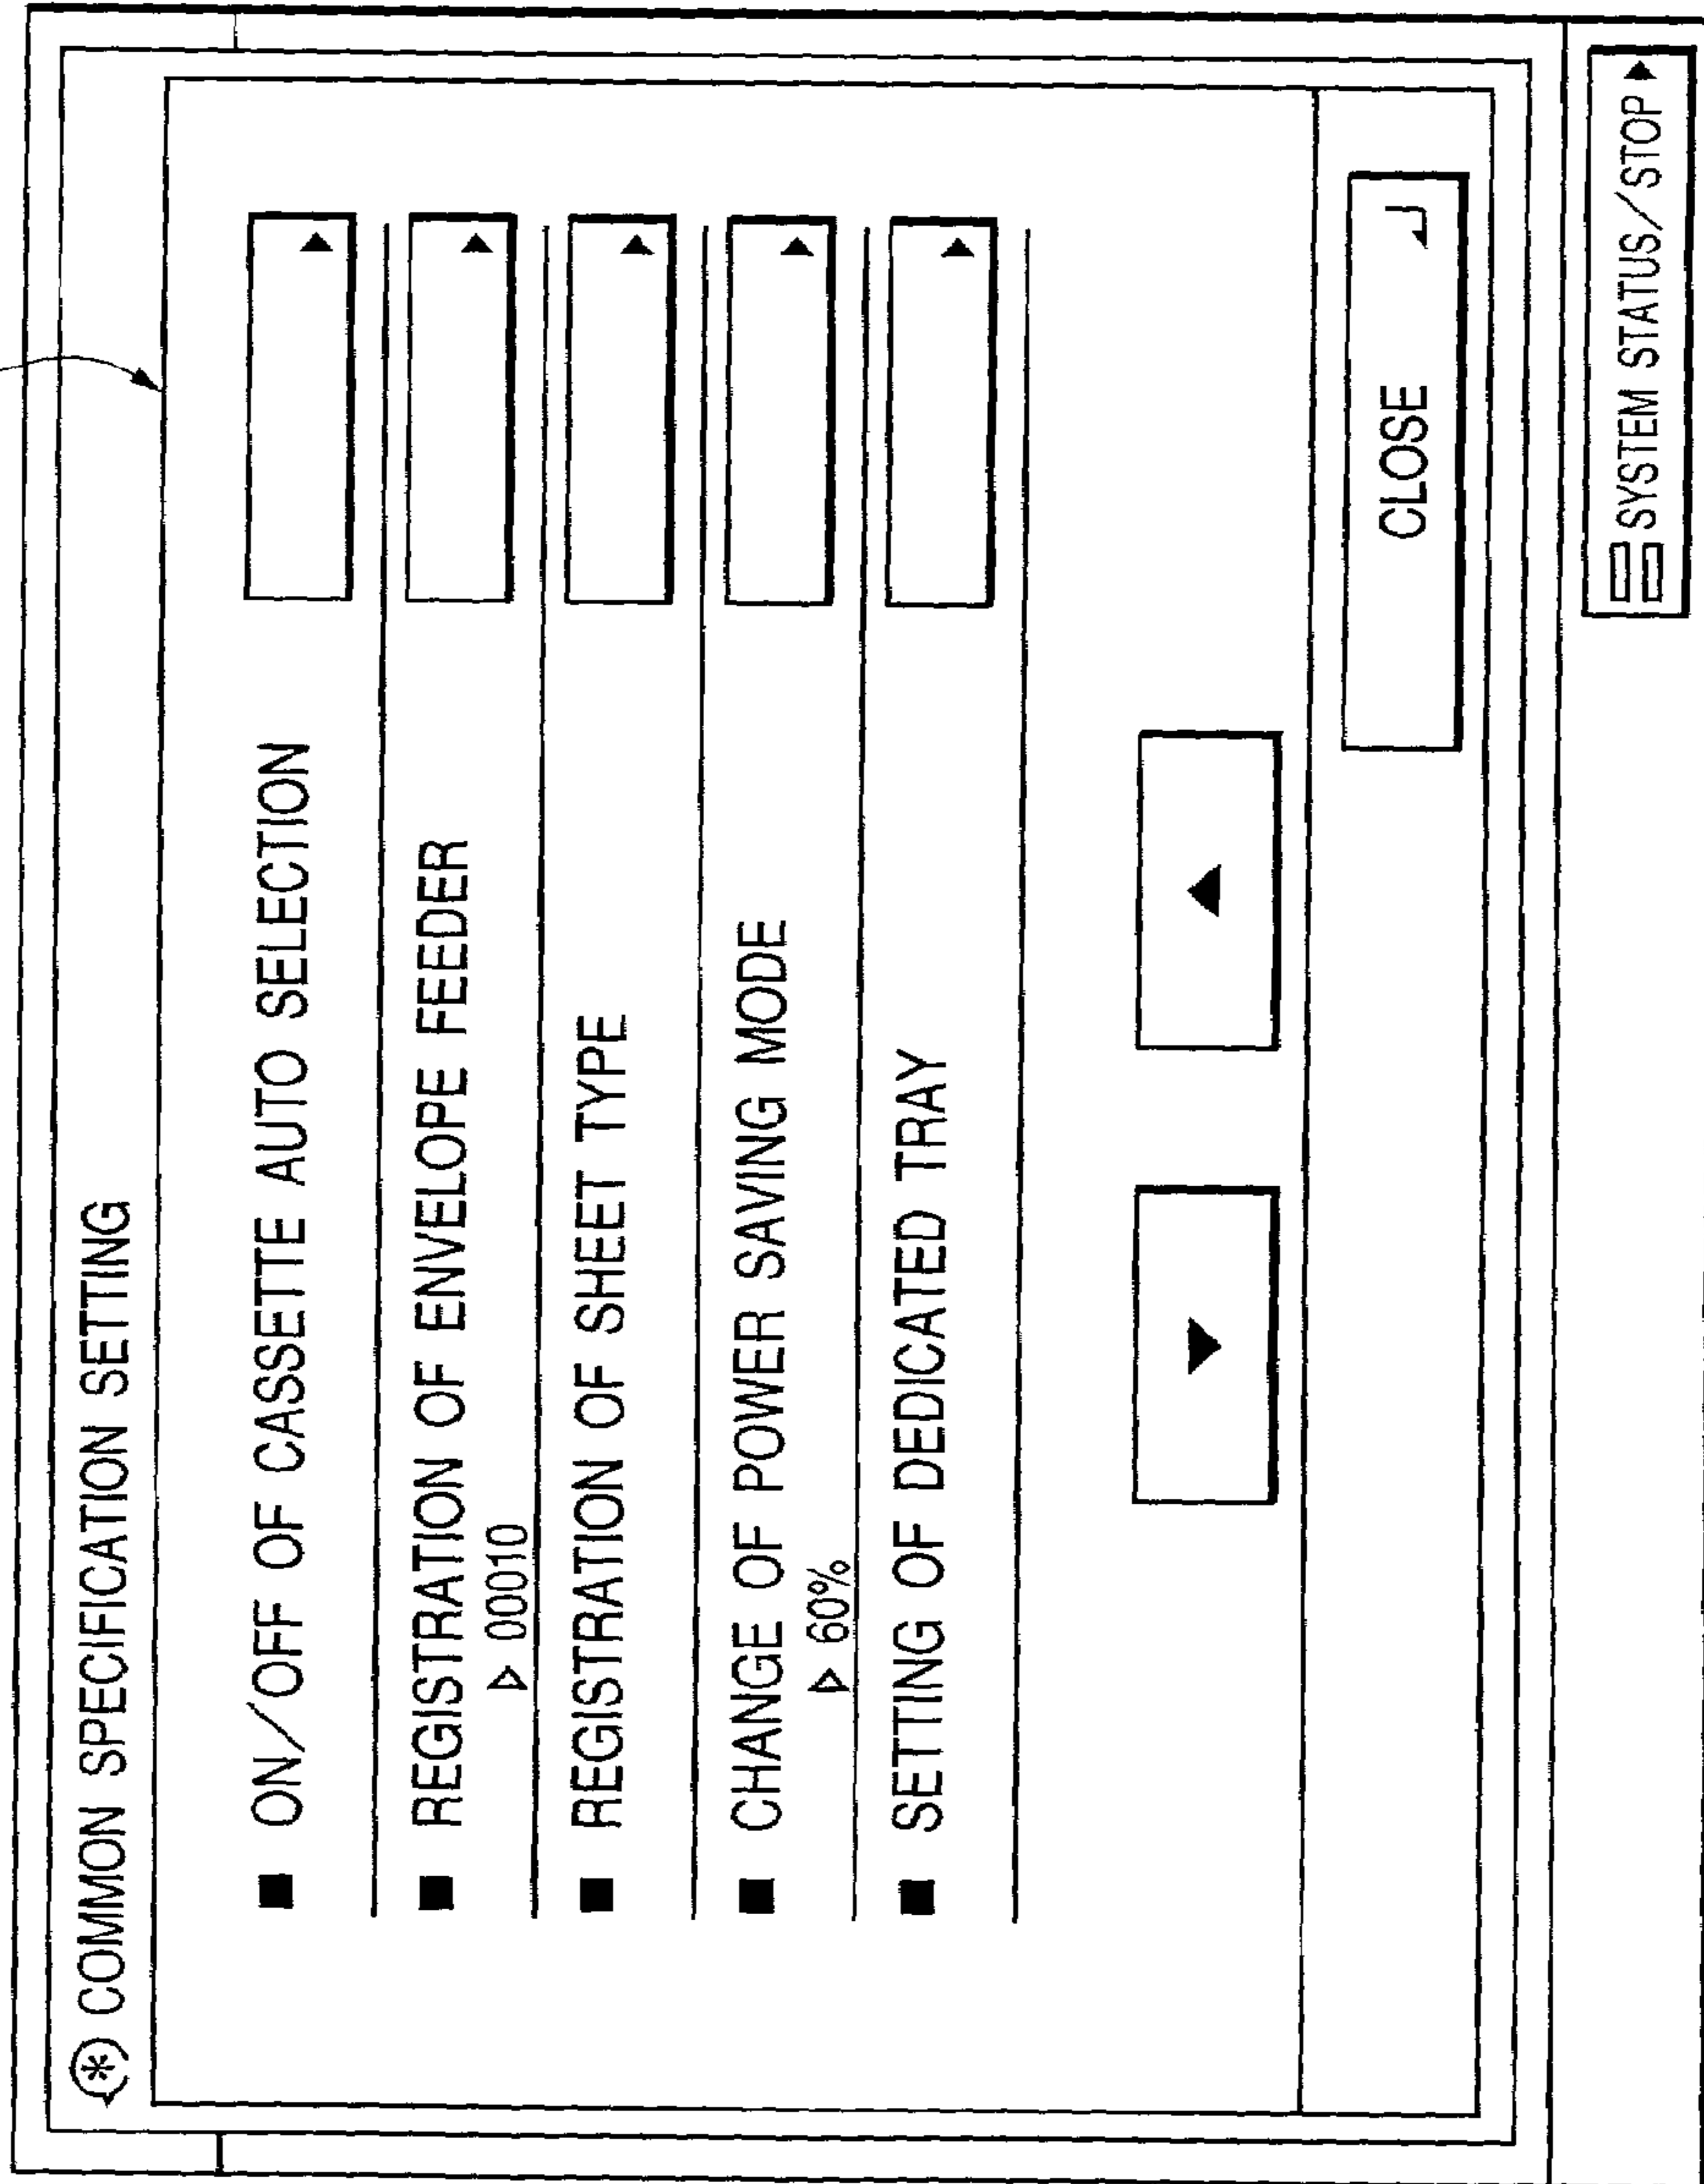 COMMON SPECIFICATION SETTING
■ ON/OFF OF CASSETTE AUTO SELECTION
■ REGISTRATION OF ENVELOPE FEEDER
▷ 00010
■ REGISTRATION OF SHEET TYPE
■ CHANGE OF POWER SAVING MODE
▷ 60%
■ SETTING OF DEDICATED TRAY
CLOSE
SYSTEM STATUS/STOP